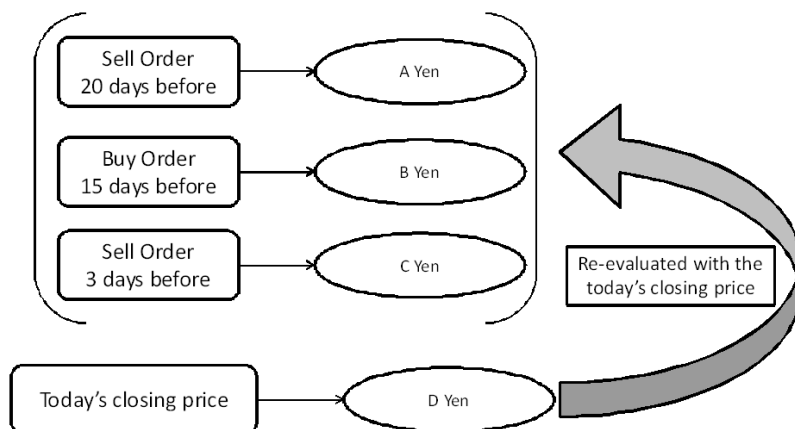 Sell Order
20 days before
A Yen
Buy Order
15 days before
B Yen
Sell Order
3 days before
C Yen
Re-evaluated with the
today's closing price
Today's closing price
D Yen